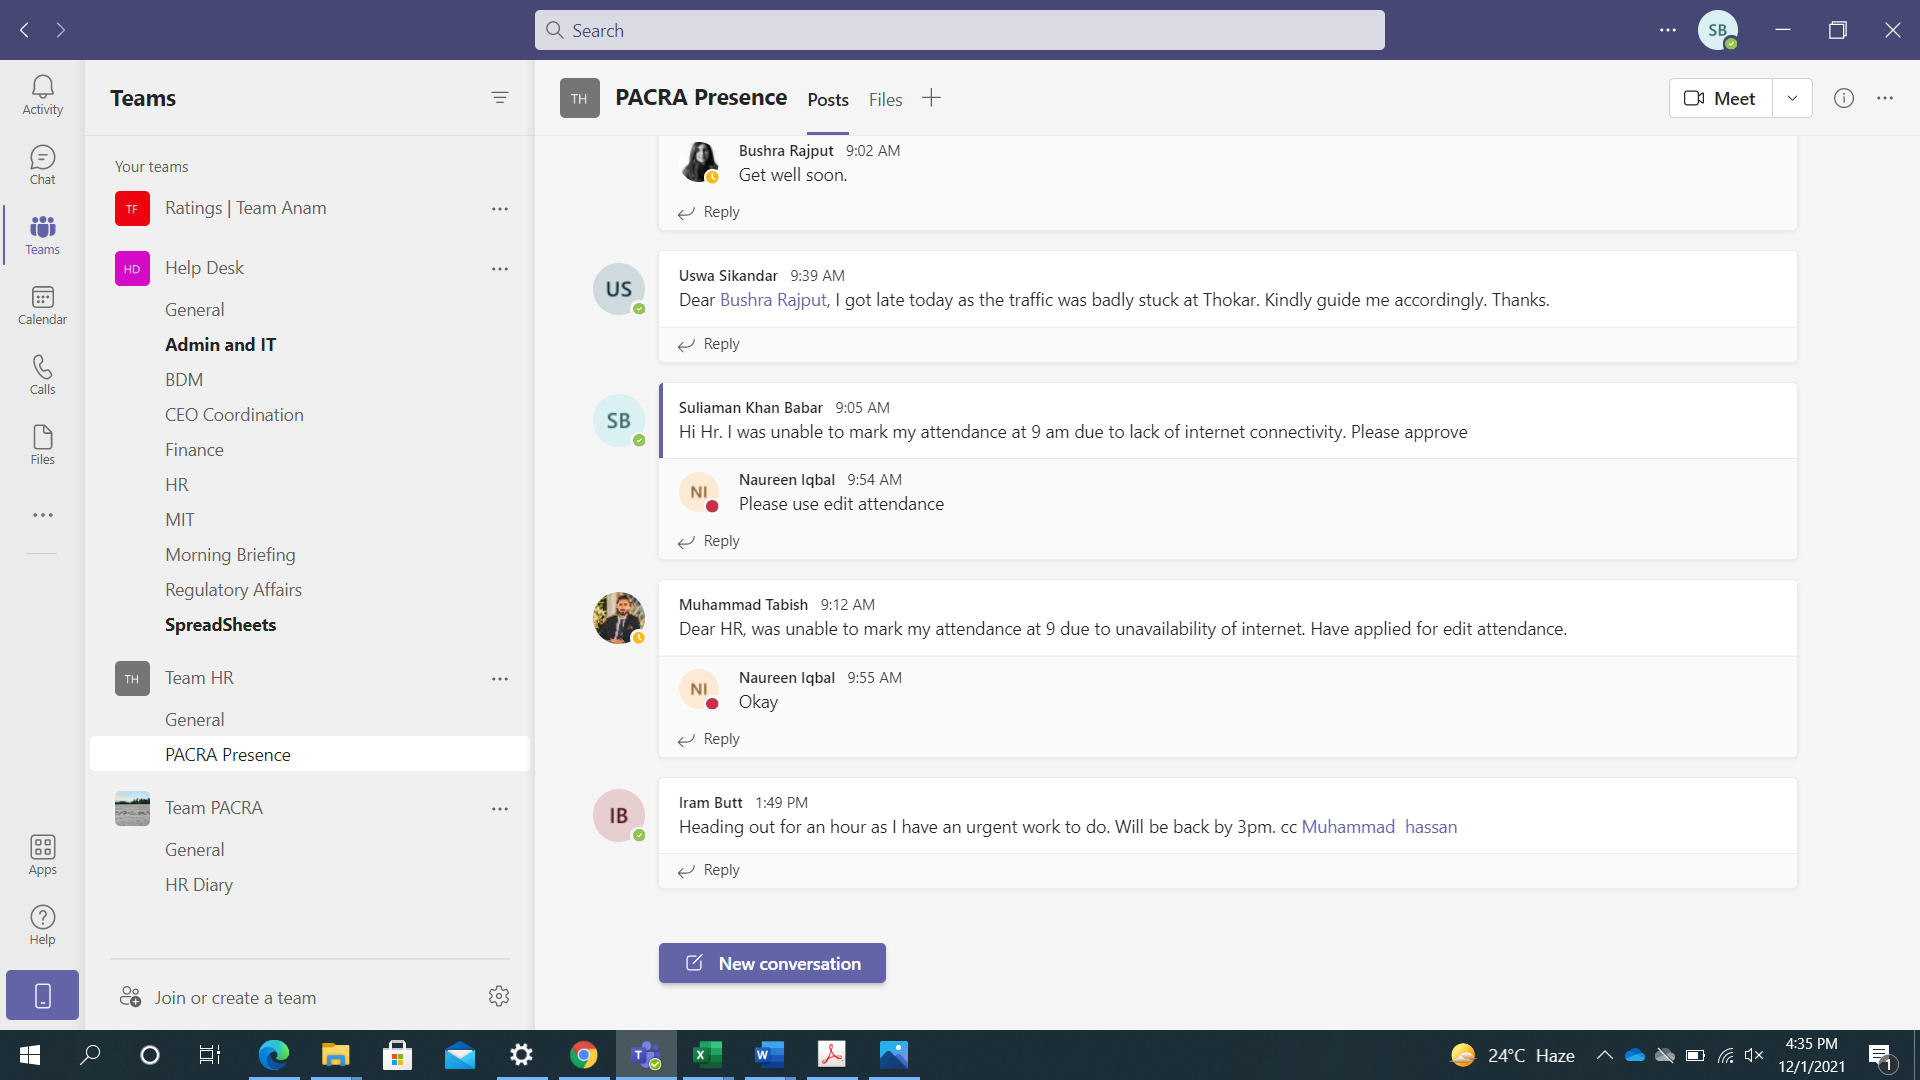 Search
SB
Activity
Chat
Teams
Calendar
Calls
Files
Apps
Help
Teams
Your teams
TF Ratings | Team Anam
HD Help Desk
General
Admin and IT
BDM
CEO Coordination
Finance
HR
MIT
Morning Briefing
Regulatory Affairs
SpreadSheets
TH Team HR
General
PACRA Presence
Team PACRA
General
HR Diary
Join or create a team
TH PACRA Presence Posts Files
Meet
Bushra Rajput 9:02 AM
Get well soon.
Reply
US
Uswa Sikandar 9:39 AM
Dear Bushra Rajput, I got late today as the traffic was badly stuck at Thokar. Kindly guide me accordingly. Thanks.
Reply
SB
Suliaman Khan Babar 9:05 AM
Hi Hr. I was unable to mark my attendance at 9 am due to lack of internet connectivity. Please approve
NI
Naureen Iqbal 9:54 AM
Please use edit attendance
Reply
Muhammad Tabish 9:12 AM
Dear HR, was unable to mark my attendance at 9 due to unavailability of internet. Have applied for edit attendance.
NI
Naureen Iqbal 9:55 AM
Okay
Reply
IB
Iram Butt 1:49 PM
Heading out for an hour as I have an urgent work to do. Will be back by 3pm. cc Muhammad hassan
Reply
New conversation
24°C Haze
4:35 PM
12/1/2021
1